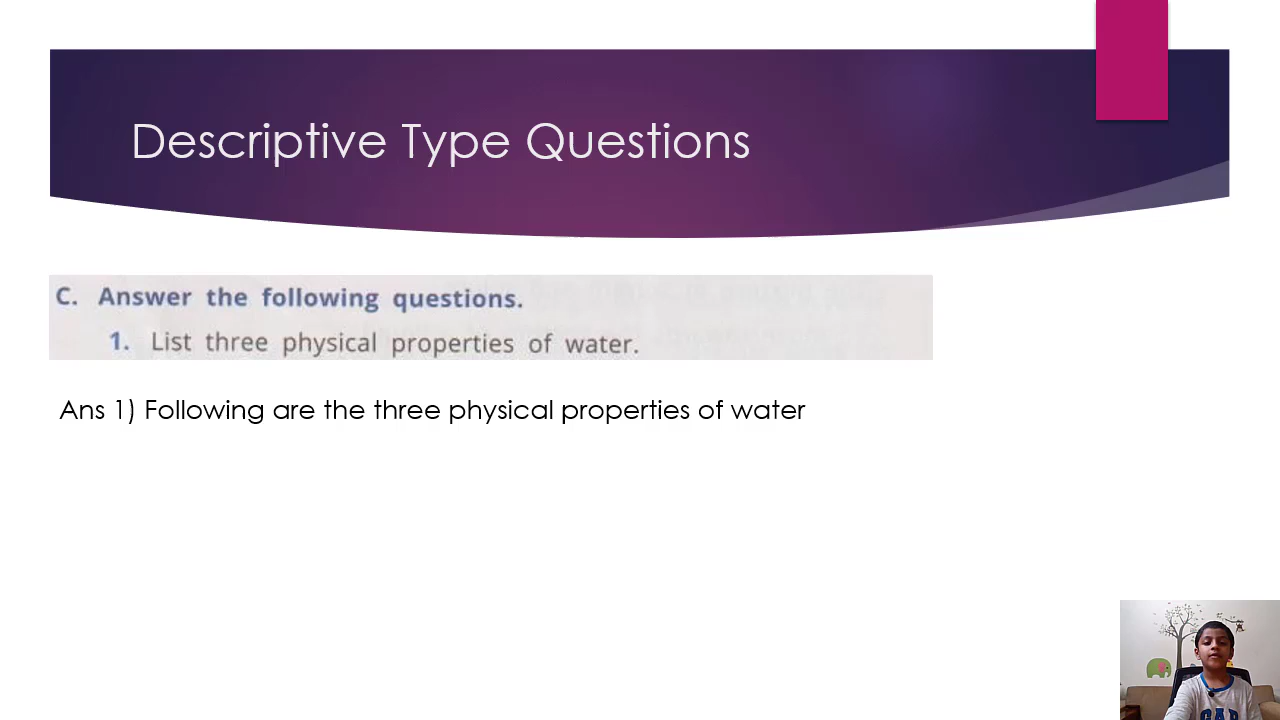 Descriptive Type Questions
C. Answer the following questions.
1. List three physical properties of water.
Ans 1) Following are the three physical properties of water